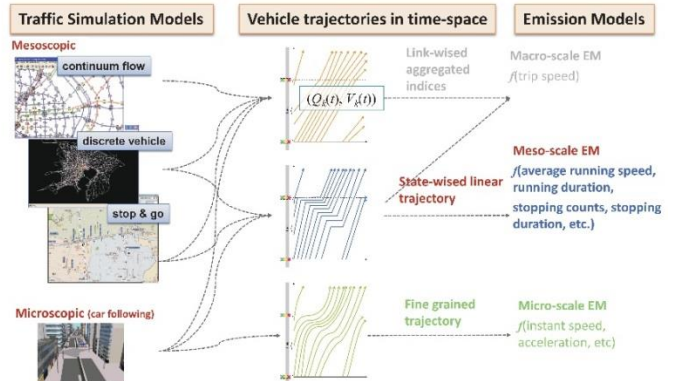 Traffic Simulation Models
Vehicle trajectories in time-space
Emission Models
Mesoscopic
continuum flow
discrete vehicle
stop & go
Microscopic (car following)
(Qk(t), Vk(t))
Link-wised
aggregated
indices
State-wised linear
trajectory
Fine grained
trajectory
Macro-scale EM
f(trip speed)
Meso-scale EM
f(average running speed,
running duration,
stopping counts, stopping
duration, etc.)
Micro-scale EM
f(instant speed,
acceleration, etc)